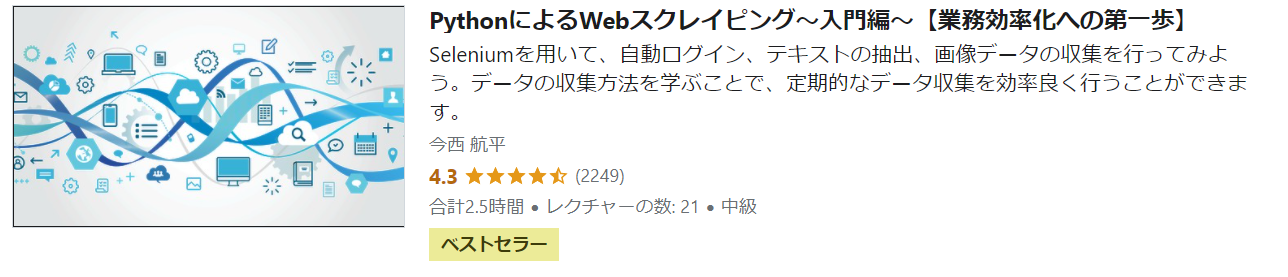 PythonによるWebスクレイピング〜入門編〜【業務効率化への第一歩】
Seleniumを用いて、自動ログイン、テキストの抽出、画像データの収集を行ってみよ
う。データの収集方法を学ぶことで、定期的なデータ収集を効率良く行うことができま
す。
今西 航平
4.3 (2249)
合計2.5時間 • レクチャーの数: 21 • 中級
ベストセラー